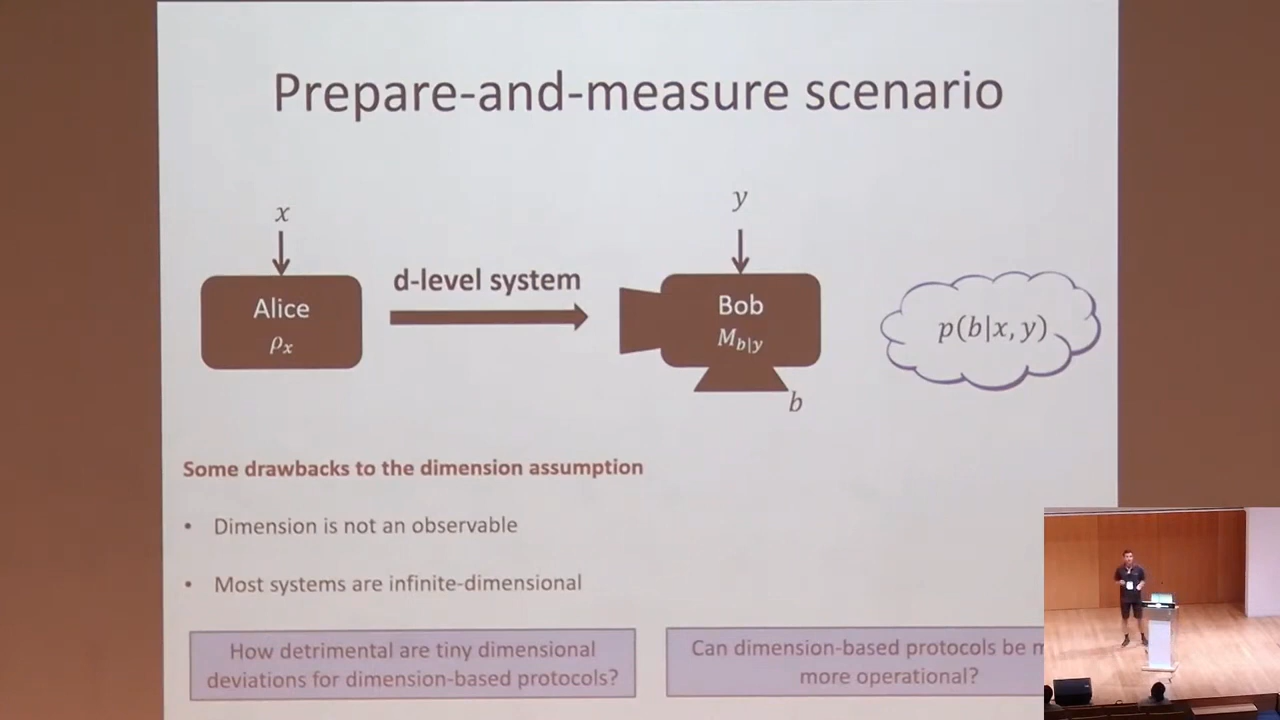 Prepare-and-measure scenario
x
y
d-level system
Alice
ρx
Bob
Mb|y
p(b|x, y)
b
Some drawbacks to the dimension assumption
• Dimension is not an observable
• Most systems are infinite-dimensional
How detrimental are tiny dimensional
deviations for dimension-based protocols?
Can dimension-based protocols be
more operational?